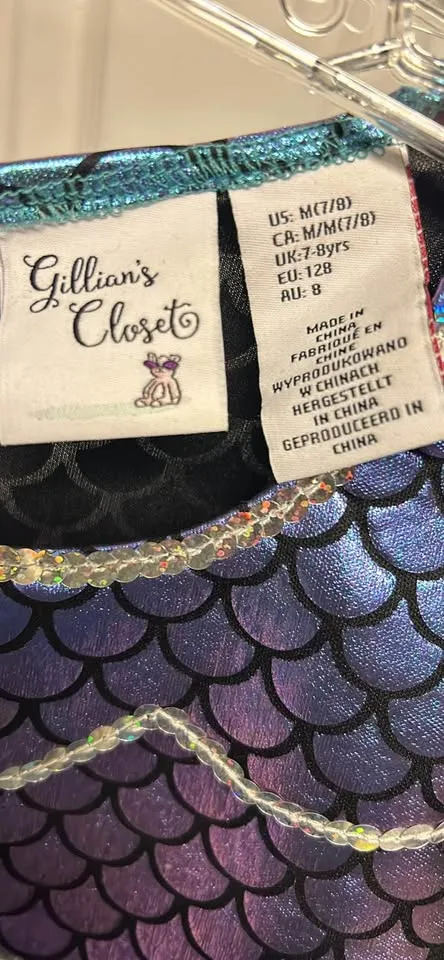 Gillian's
Closet
US: M(7/8)
CA: M/M(7/8)
UK:7-8yrs
EU: 128
AU: 8
MADE IN
CHINA
FABRIQUÉ EN
CHINE
WYPRODUKOWANO
W CHINACH
HERGESTELLT
IN CHINA
GEPRODUCEERD IN
CHINA